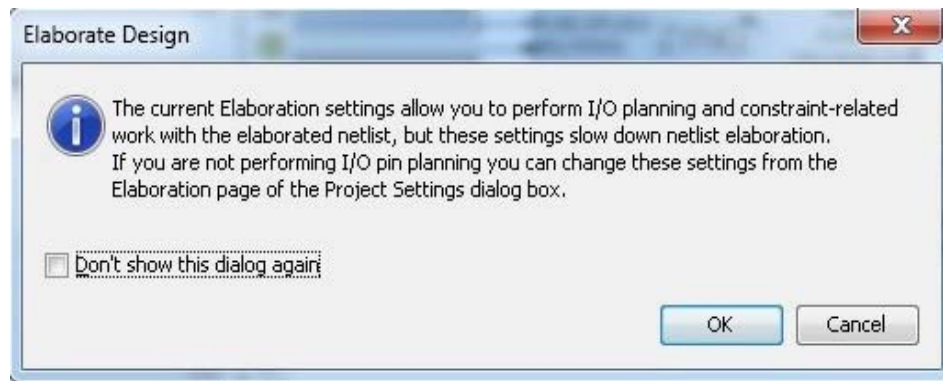 Elaborate Design
The current Elaboration settings allow you to perform I/O planning and constraint-related
work with the elaborated netlist, but these settings slow down netlist elaboration.
If you are not performing I/O pin planning you can change these settings from the
Elaboration page of the Project Settings dialog box.
Don't show this dialog again
OK Cancel